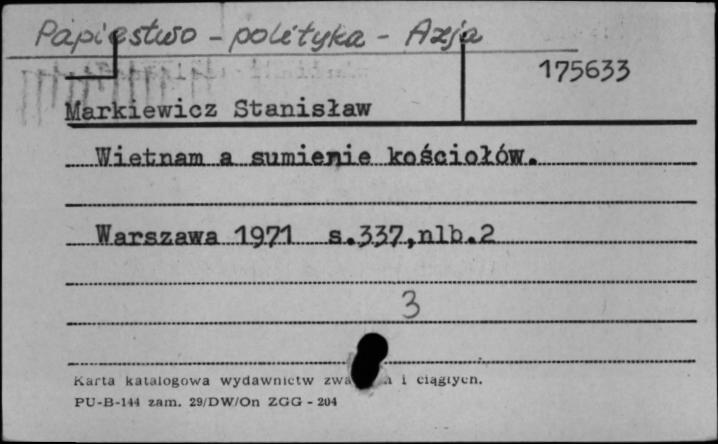 Papiestwo - polityka - Azja
175633
Markiewicz Stanisław
Wietnam a sumienie kościołów.
Warszawa 1971 s.337,nlb.2
3
Karta katalogowa wydawnictw i ciągłych.
PU-B-144 zam. 29/DW/On ZGG - 204